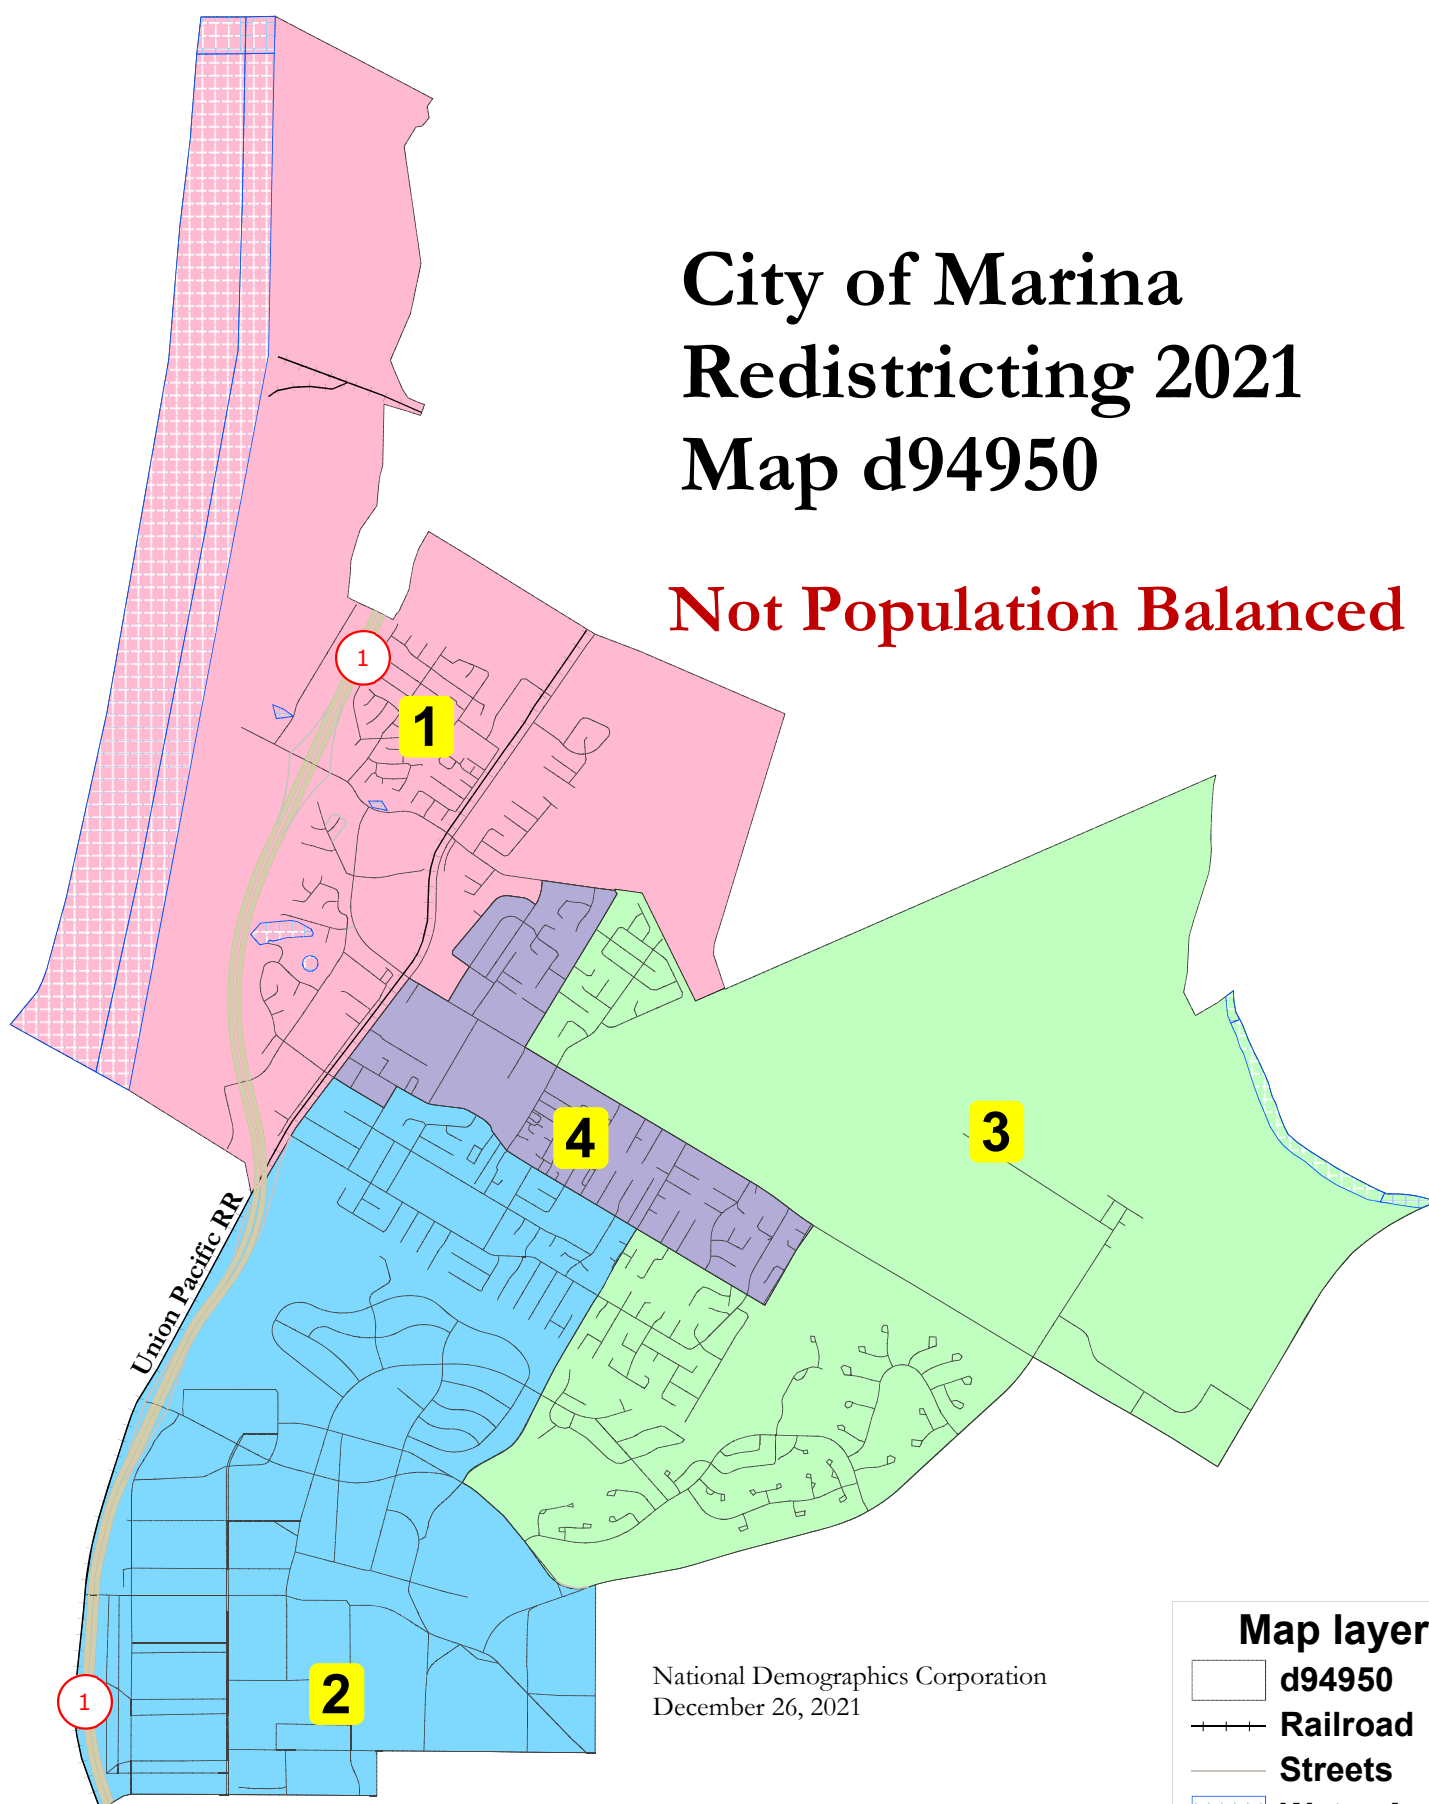 City of Marina
Redistricting 2021
Map d94950
Not Population Balanced
1
1
4
3
Union Pacific RR
2
1
National Demographics Corporation
December 26, 2021
Map layer
d94950
Railroad
Streets